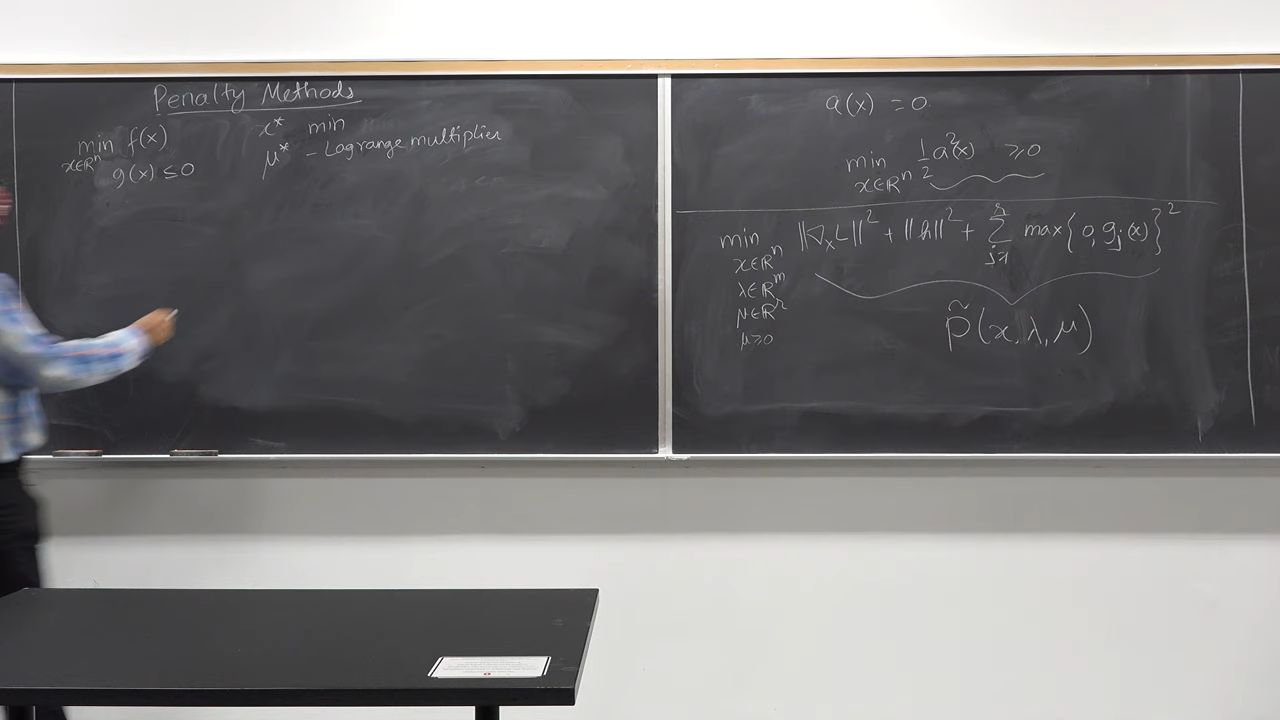 Penalty Methods
min f(x)
x∈ℝⁿ
g(x) ≤ 0
x* min
μ* - Lagrange multiplier
a(x) = 0
min ½a²(x) ≥ 0
x∈ℝⁿ
min ‖∇ₓL‖² + ‖h‖² + Σ max{0, gⱼ(x)}²
x∈ℝⁿ
λ∈ℝᵐ
μ∈ℝʳ
μ≥0
P̃(x, λ, μ)